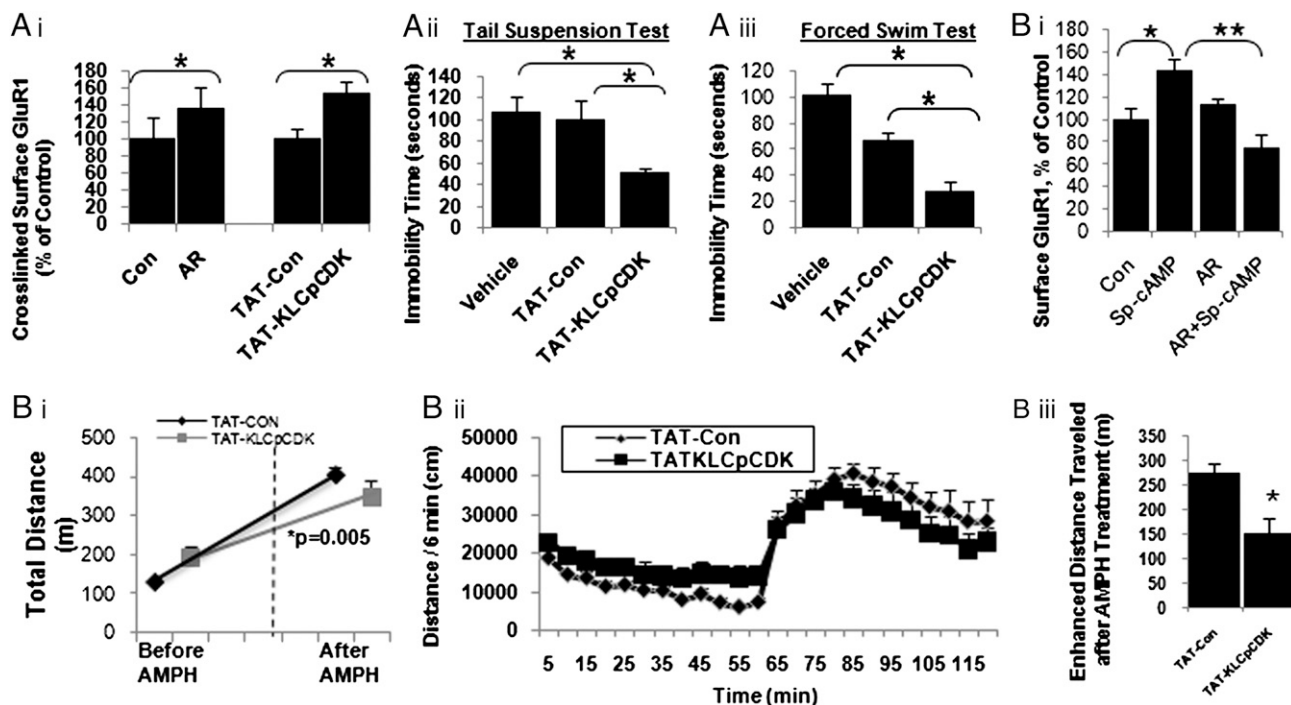 A i
Crosslinked Surface GluR1
(% of Control)
180
160
140
120
100
80
60
40
20
0
*
*
Con
AR
TAT-Con
TAT-KLCpCDK
A ii
Tail Suspension Test
Immobility Time (seconds)
140
120
100
80
60
40
20
0
*
*
Vehicle
TAT-Con
TAT-KLCpCDK
A iii
Forced Swim Test
Immobility Time (secends)
120
100
80
60
40
20
0
*
*
Vehicle
TAT-Con
TAT-KLCpCDK
B i
Surface GluR1, % of Control
180
160
140
120
100
80
60
40
20
0
*
**
Con
Sp-cAMP
AR
AR+Sp-cAMP
B i
TAT-CON
TAT-KLCpCDK
Total Distance
(m)
500
400
300
200
100
0
*p=0.005
Before
AMPH
After
AMPH
B ii
TAT-Con
TATKLCpCDK
Distance / 6 min (cm)
50000
40000
30000
20000
10000
0
5 15 25 35 45 55 65 75 85 95 105 115
Time (min)
B iii
Enhanced Distance Traveled
after AMPH Treatment (m)
350
300
250
200
150
100
50
0
*
TAT-Con
TAT-KLCpCDK